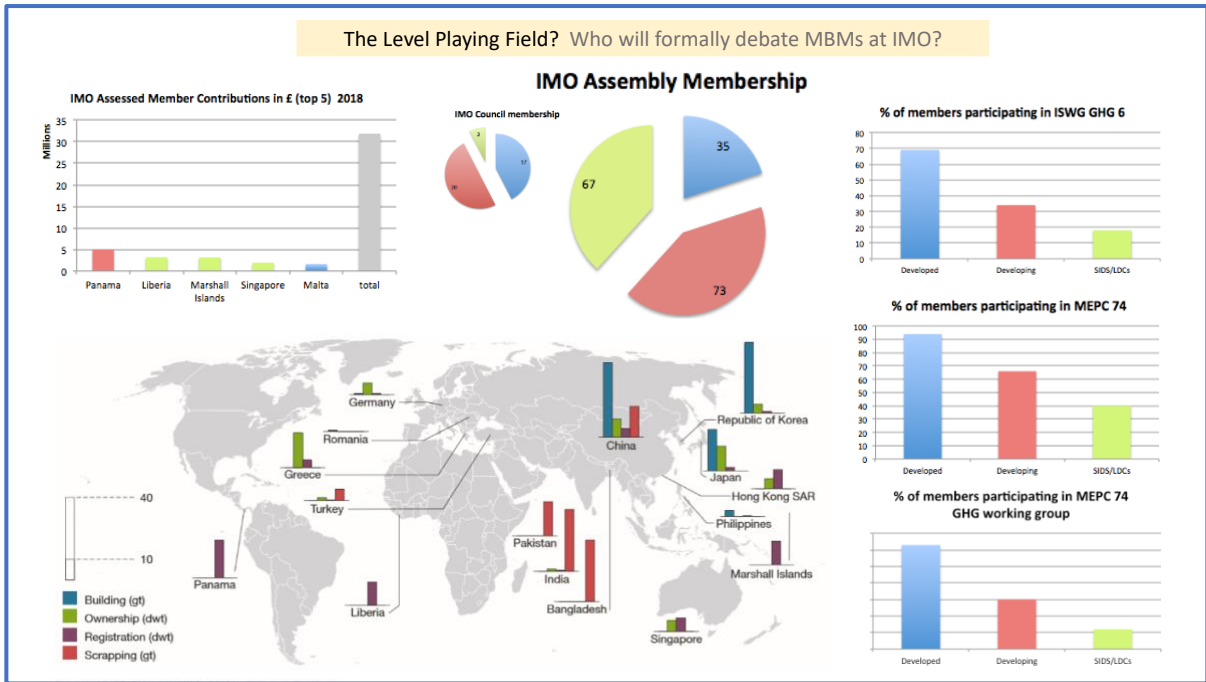 The Level Playing Field? Who will formally debate MBMs at IMO?
IMO Assembly Membership
IMO Assessed Member Contributions in £ (top 5) 2018
Millions
35
30
25
20
15
10
5
0
Panama
Liberia
Marshall
Islands
Singapore
Malta
total
IMO Council membership
3
17
20
35
67
73
% of members participating in ISWG GHG 6
80
70
60
50
40
30
20
10
0
Developed
Developing
SIDS/LDCs
% of members participating in MEPC 74
100
90
80
70
60
50
40
30
20
10
0
Developed
Developing
SIDS/LDCs
% of members participating in MEPC 74
GHG working group
Developed
Developing
SIDS/LDCs
Germany
Romania
Greece
Turkey
Panama
Liberia
Pakistan
India
Bangladesh
China
Republic of Korea
Japan
Hong Kong SAR
Philippines
Marshall Islands
Singapore
40
10
Building (gt)
Ownership (dwt)
Registration (dwt)
Scrapping (gt)